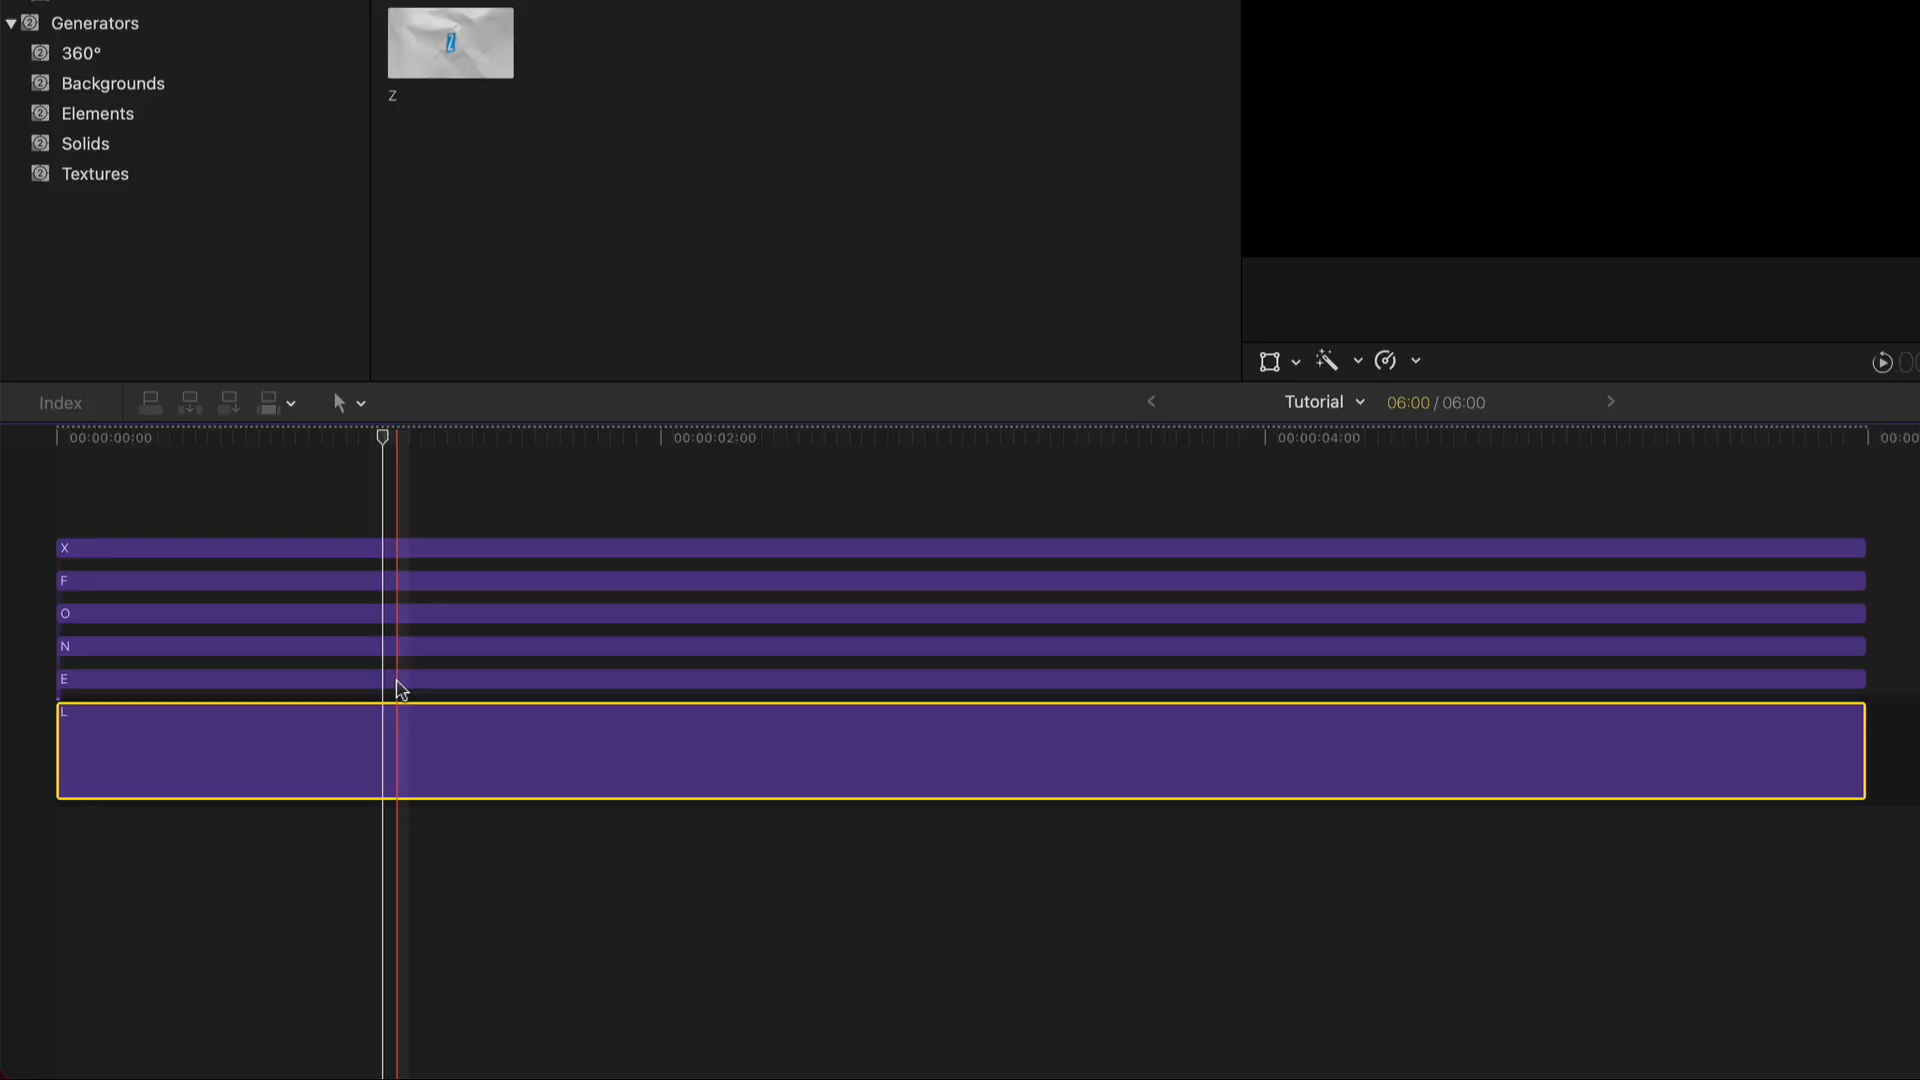 Generators
360°
Backgrounds
Elements
Solids
Textures
Z
Z
Index
Tutorial
06:00 / 06:00
00:00:00:00
00:00:02:00
00:00:04:00
X
F
O
N
E
L